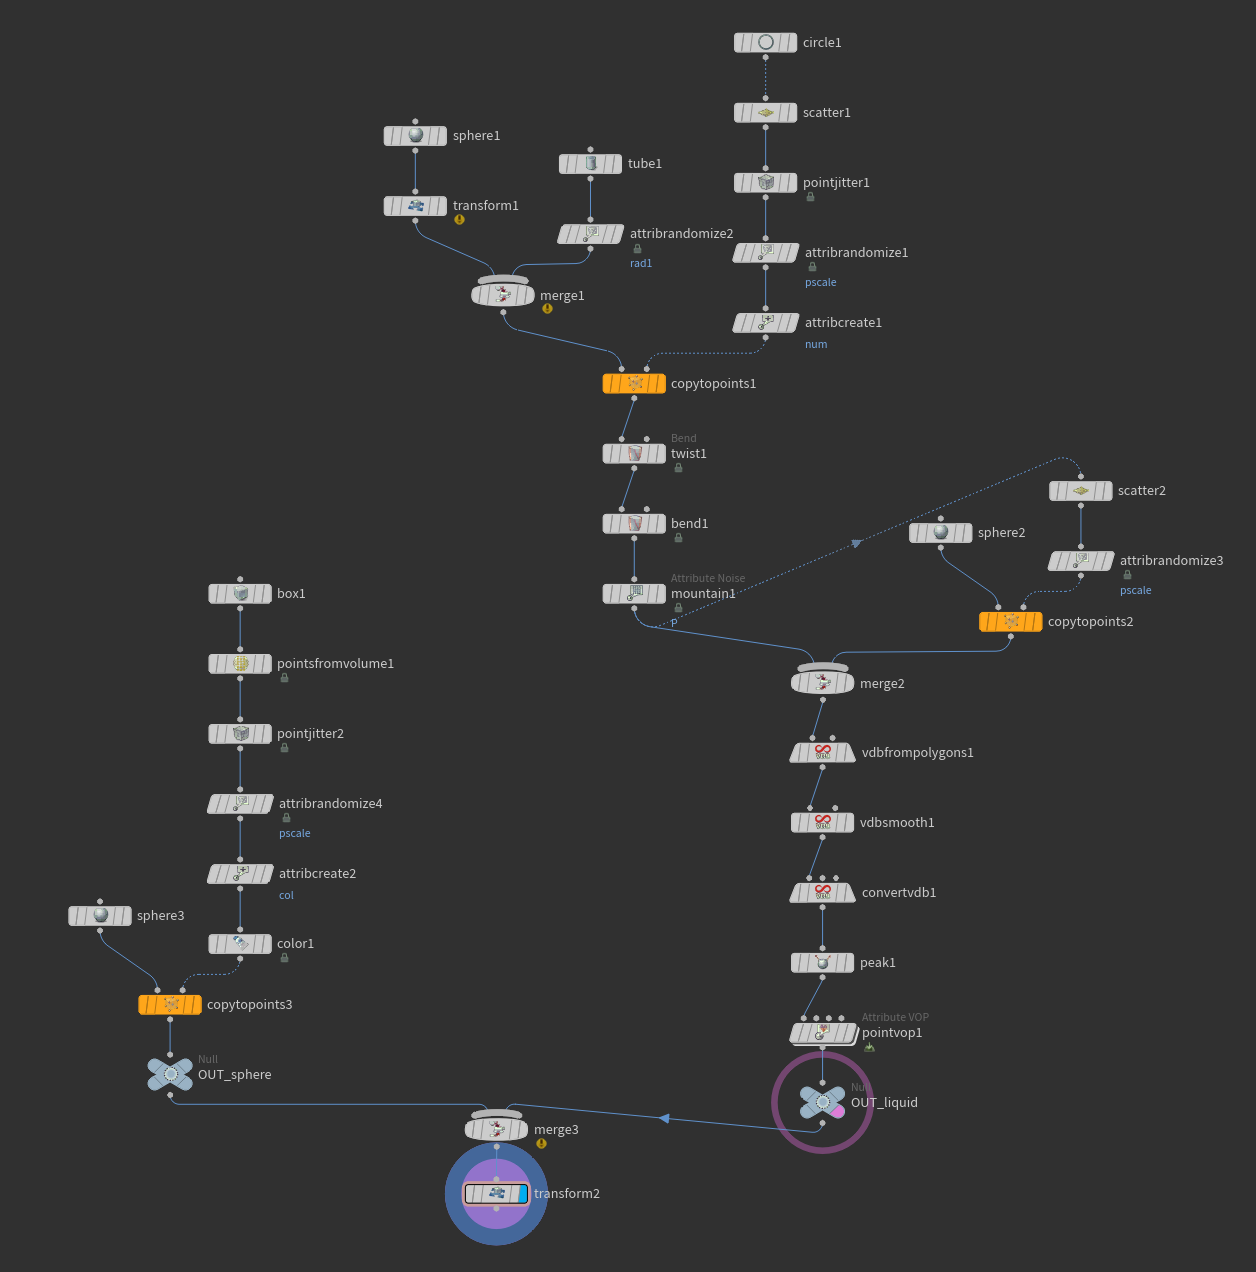 circle1
scatter1
sphere1
tube1
pointjitter1
transform1
attribrandomize2
rad1
attribrandomize1
pscale
merge1
attribcreate1
num
copytopoints1
Bend
twist1
scatter2
bend1
sphere2
attribrandomize3
pscale
Attribute Noise
mountain1
P
box1
copytopoints2
pointsfromvolume1
merge2
pointjitter2
vdbfrompolygons1
attribrandomize4
pscale
vdbsmooth1
attribcreate2
col
convertvdb1
sphere3
color1
peak1
copytopoints3
Attribute VOP
pointvop1
Null
OUT_sphere
Null
OUT_liquid
merge3
transform2